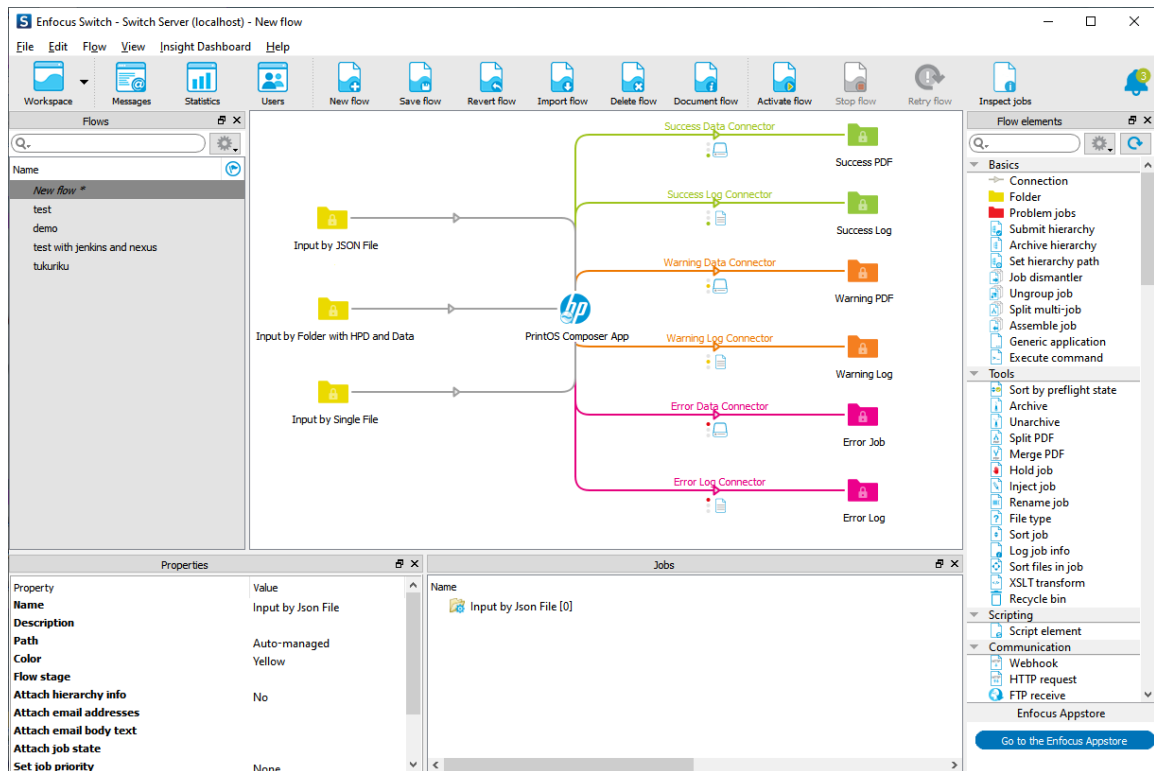 Enfocus Switch - Switch Server (localhost) - New flow
File Edit Flow View Insight Dashboard Help
Workspace Messages Statistics Users New flow Save flow Revert flow Import flow Delete flow Document flow Activate flow Stop flow Retry flow Inspect jobs 3
Flows
Name
New flow *
test
demo
test with jenkins and nexus
tukuriku
Success Data Connector
Success PDF
Success Log Connector
Success Log
Input by JSON File
Warning Data Connector
Warning PDF
hp
Input by Folder with HPD and Data
PrintOS Composer App
Warning Log Connector
Warning Log
Input by Single File
Error Data Connector
Error Job
Error Log Connector
Error Log
Flow elements
Basics
Connection
Folder
Problem jobs
Submit hierarchy
Archive hierarchy
Set hierarchy path
Job dismantler
Ungroup job
Split multi-job
Assemble job
Generic application
Execute command
Tools
Sort by preflight state
Archive
Unarchive
Split PDF
Merge PDF
Hold job
Inject job
Rename job
File type
Sort job
Log job info
Sort files in job
XSLT transform
Recycle bin
Scripting
Script element
Communication
Webhook
HTTP request
FTP receive
Enfocus Appstore
Go to the Enfocus Appstore
Properties
Property Value
Name Input by Json File
Description
Path Auto-managed
Color Yellow
Flow stage
Attach hierarchy info No
Attach email addresses
Attach email body text
Attach job state
Set job priority None
Jobs
Name
Input by Json File [0]